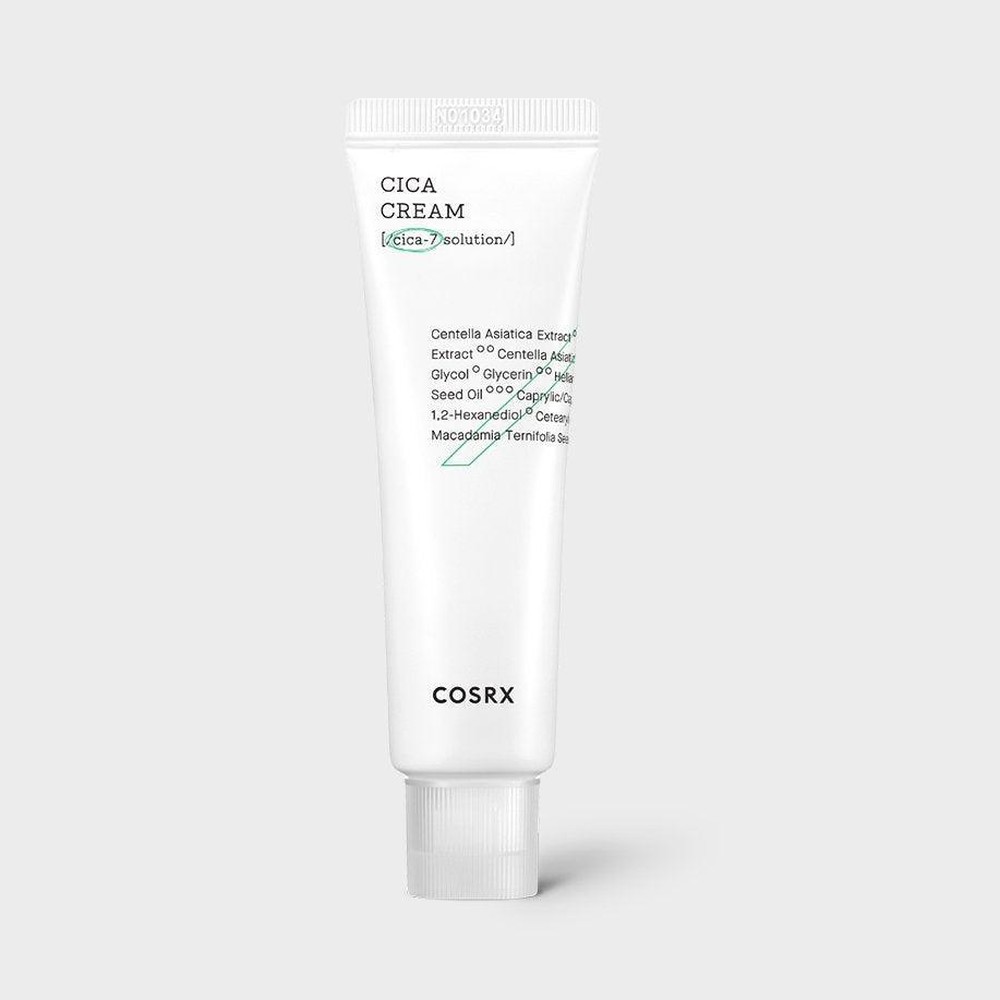 N01034
CICA
CREAM
[/cica-7 solution/]
Centella Asiatica Extract°
Extract °° Centella
Glycol ° Glycerin °°
Seed Oil °°° Caprylic/
1,2-Hexanediol °
Macadamia Ternifolia
COSRX